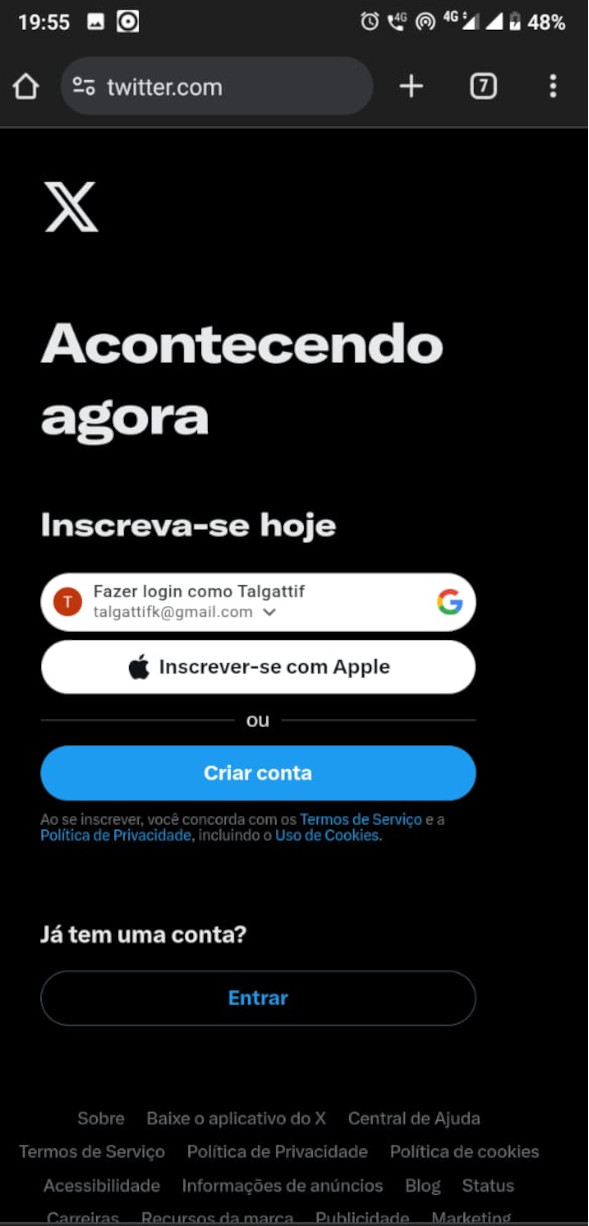 19:55 4G 4G 48%
twitter.com 7
X
Acontecendo
agora
Inscreva-se hoje
T Fazer login como Talgattif G
talgattifk@gmail.com
Inscrever-se com Apple
ou
Criar conta
Ao se inscrever, você concorda com os Termos de Serviço e a
Política de Privacidade, incluindo o Uso de Cookies.
Já tem uma conta?
Entrar
Sobre Baixe o aplicativo do X Central de Ajuda
Termos de Serviço Política de Privacidade Política de cookies
Acessibilidade Informações de anúncios Blog Status
Carreiras Recursos da marca Publicidade Marketing